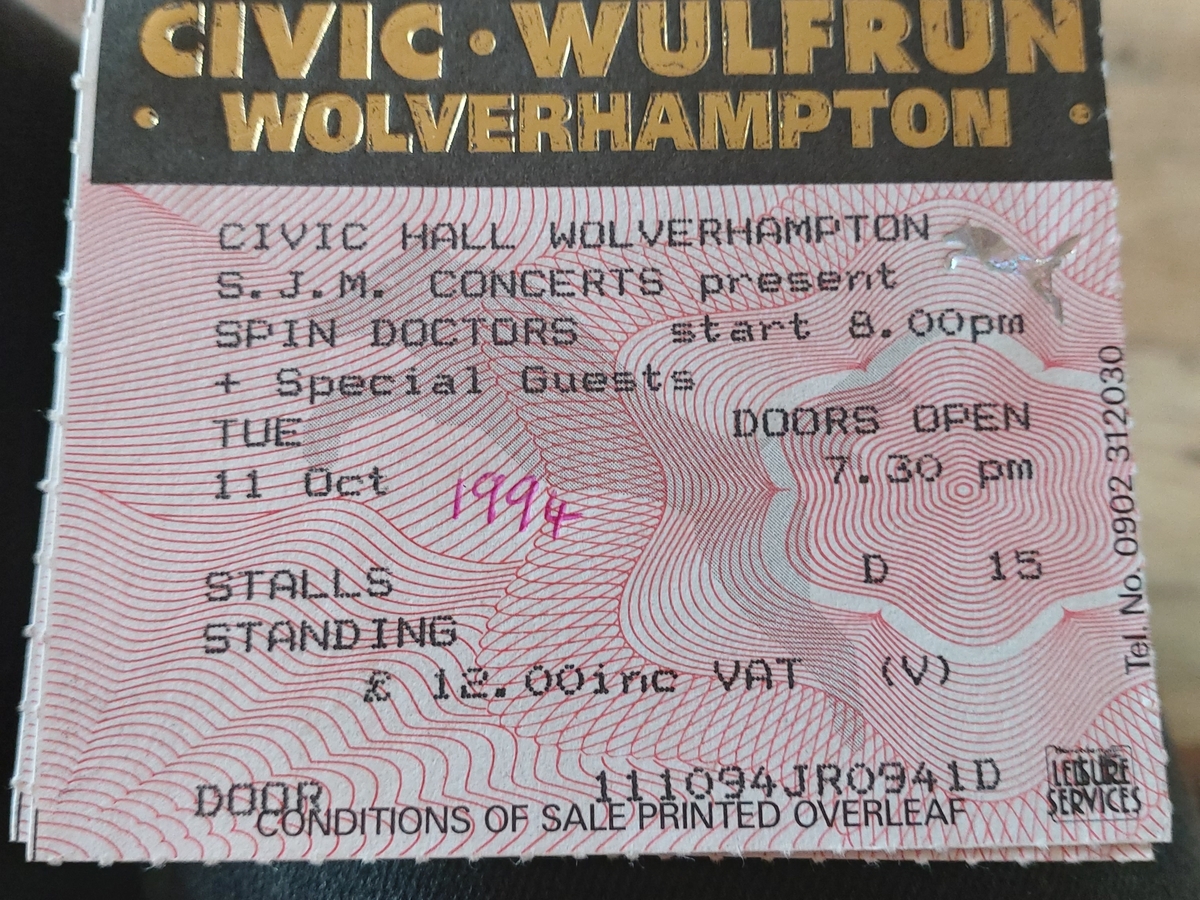 CIVIC · WULFRUN
· WOLVERHAMPTON ·
CIVIC HALL WOLVERHAMPTON
S.J.M. CONCERTS present
SPIN DOCTORS start 8.00pm
+ Special Guests
TUE DOORS OPEN
11 Oct 1994 7.30 pm
D 15
STALLS
STANDING
£ 12.00inc VAT (V)
DOOR 111094JR0941D
CONDITIONS OF SALE PRINTED OVERLEAF
LEISURE
SERVICES
Tel. No. 0902 312030